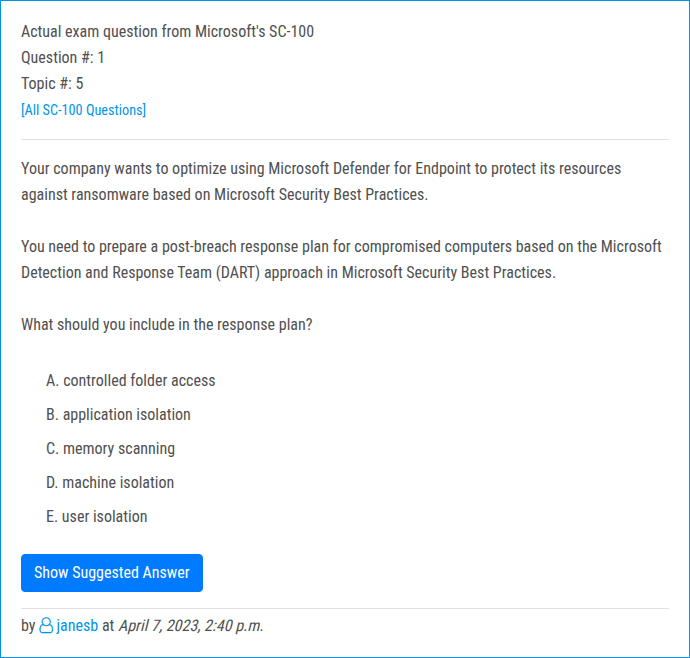 Actual exam question from Microsoft's SC-100
Question #: 1
Topic #: 5
[All SC-100 Questions]
Your company wants to optimize using Microsoft Defender for Endpoint to protect its resources
against ransomware based on Microsoft Security Best Practices.
You need to prepare a post-breach response plan for compromised computers based on the Microsoft
Detection and Response Team (DART) approach in Microsoft Security Best Practices.
What should you include in the response plan?
A. controlled folder access
B. application isolation
C. memory scanning
D. machine isolation
E. user isolation
Show Suggested Answer
by janesb at April 7, 2023, 2:40 p.m.